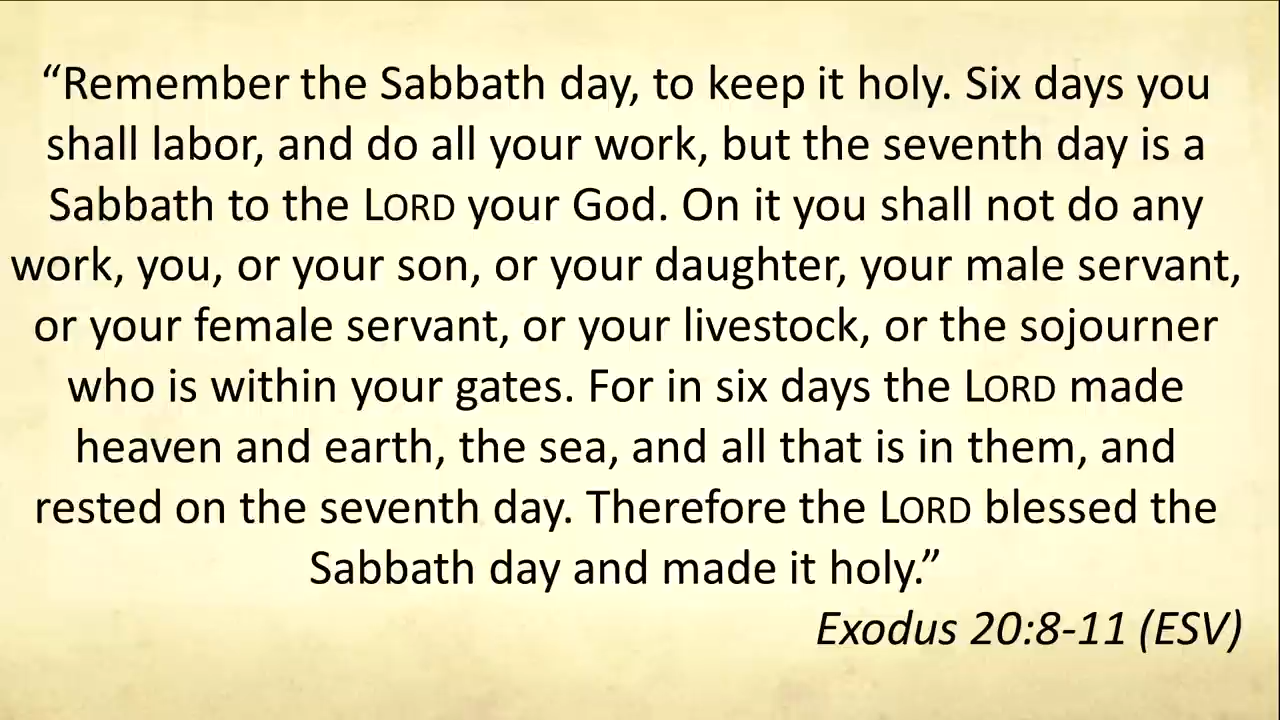 “Remember the Sabbath day, to keep it holy. Six days you
shall labor, and do all your work, but the seventh day is a
Sabbath to the LORD your God. On it you shall not do any
work, you, or your son, or your daughter, your male servant,
or your female servant, or your livestock, or the sojourner
who is within your gates. For in six days the LORD made
heaven and earth, the sea, and all that is in them, and
rested on the seventh day. Therefore the LORD blessed the
Sabbath day and made it holy.”
Exodus 20:8-11 (ESV)